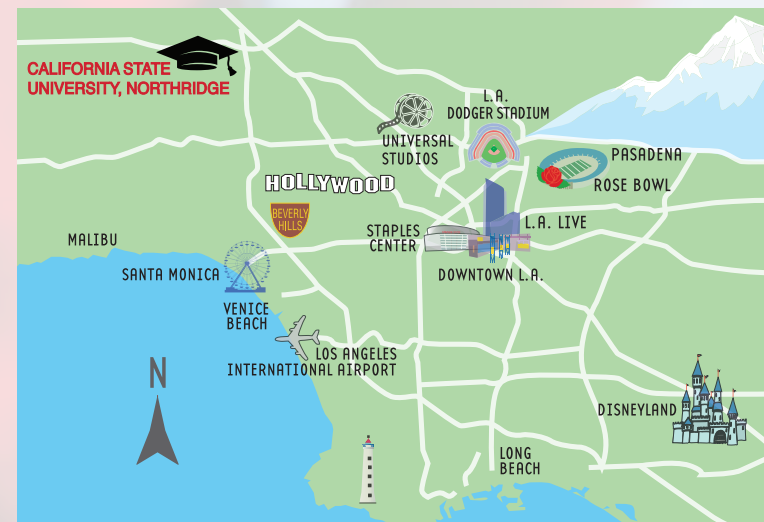 CALIFORNIA STATE
UNIVERSITY, NORTHRIDGE
L.A.
DODGER STADIUM
UNIVERSAL
STUDIOS
PASADENA
ROSE BOWL
HOLLYWOOD
BEVERLY
HILLS
STAPLES
CENTER
L.A. LIVE
MALIBU
SANTA MONICA
DOWNTOWN L.A.
VENICE
BEACH
LOS ANGELES
INTERNATIONAL AIRPORT
N
DISNEYLAND
LONG
BEACH